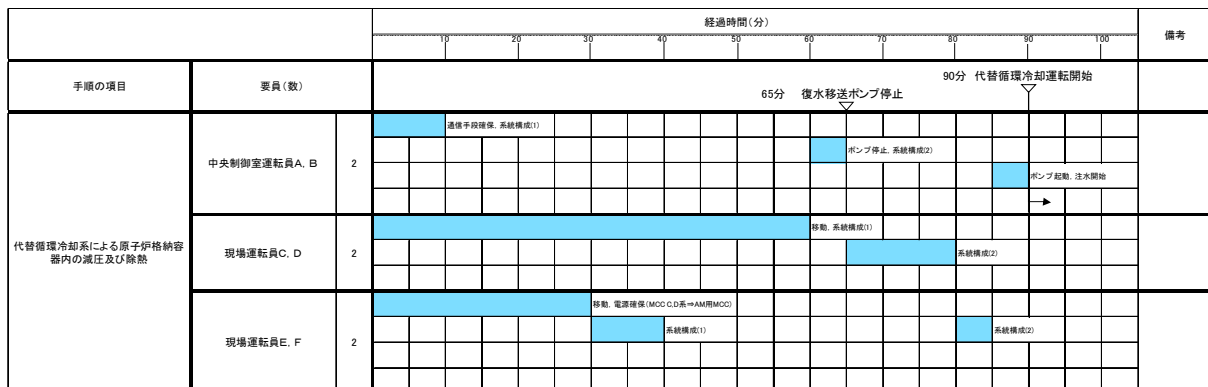 経過時間（分）
備考
10 20 30 40 50 60 70 80 90 100
手順の項目
要員（数）
90分 代替循環冷却運転開始
65分 復水移送ポンプ停止
通信手段確保，系統構成(1)
中央制御室運転員A，B
2
ポンプ停止，系統構成(2)
ポンプ起動，注水開始
代替循環冷却系による原子炉格納容
器内の減圧及び除熱
移動，系統構成(1)
現場運転員C，D
2
系統構成(2)
移動，電源確保(MCC C,D系⇒AM用MCC)
系統構成(1)
系統構成(2)
現場運転員E，F
2